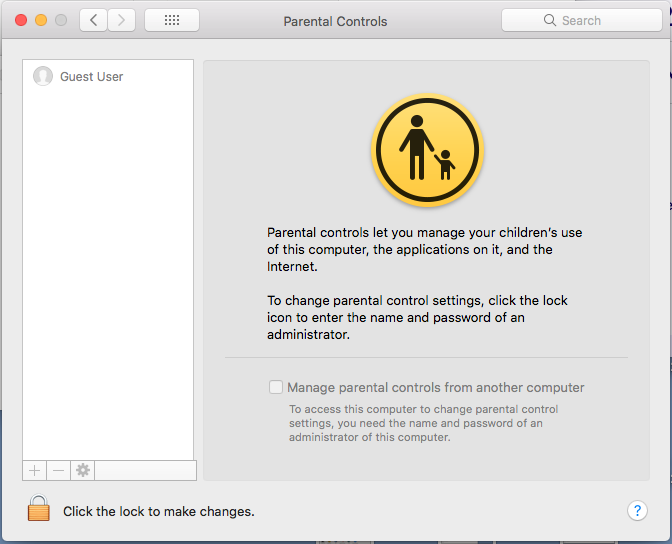 Parental Controls
Search
Guest User
Parental controls let you manage your children's use
of this computer, the applications on it, and the
Internet.
To change parental control settings, click the lock
icon to enter the name and password of an
administrator.
Manage parental controls from another computer
To access this computer to change parental control
settings, you need the name and password of an
administrator of this computer.
Click the lock to make changes.
?